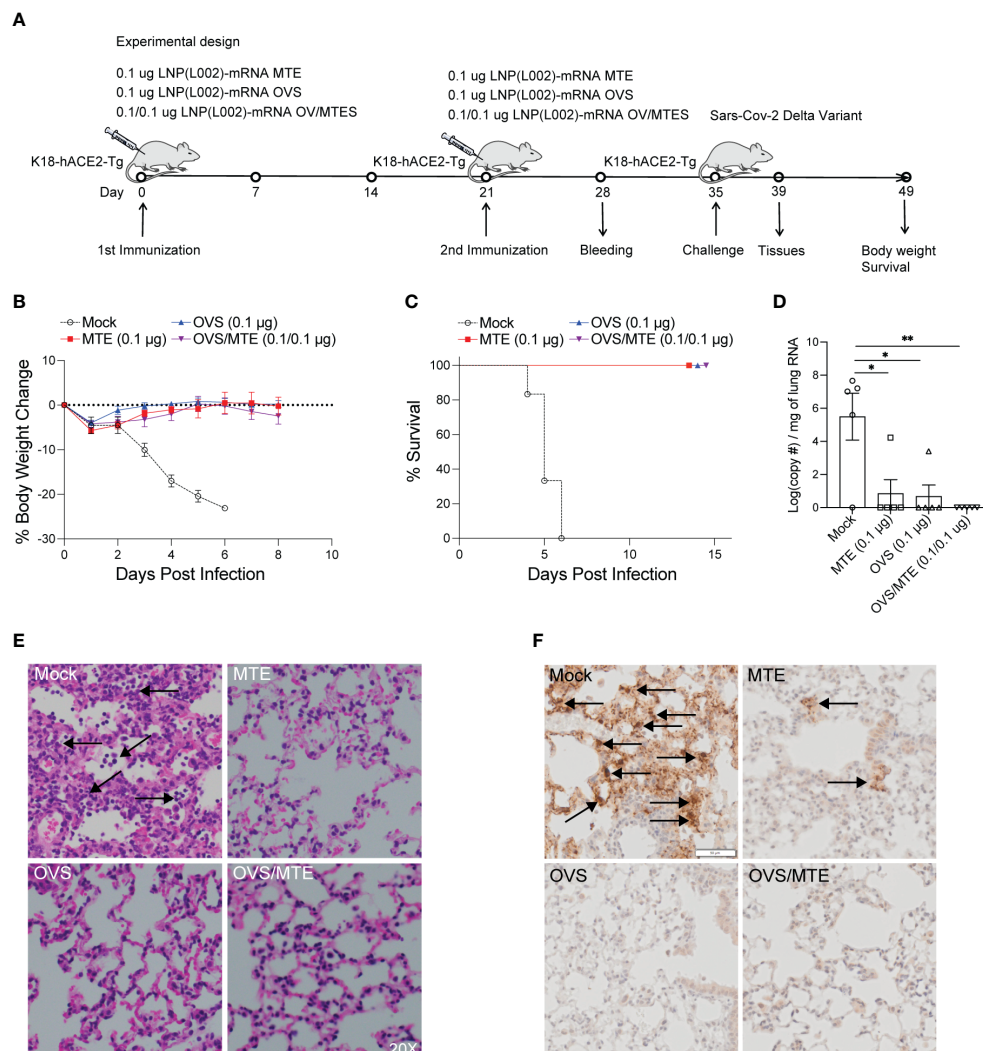 A
Experimental design
0.1 ug LNP(L002)-mRNA MTE
0.1 ug LNP(L002)-mRNA OVS
0.1/0.1 ug LNP(L002)-mRNA OV/MTES
0.1 ug LNP(L002)-mRNA MTE
0.1 ug LNP(L002)-mRNA OVS
0.1/0.1 ug LNP(L002)-mRNA OV/MTES
Sars-Cov-2 Delta Variant
K18-hACE2-Tg
K18-hACE2-Tg
K18-hACE2-Tg
Day 0 7 14 21 28 35 39 49
1st Immunization
2nd Immunization
Bleeding
Challenge
Tissues
Body weight
Survival
B
Mock
OVS (0.1 µg)
MTE (0.1 µg)
OVS/MTE (0.1/0.1 µg)
% Body Weight Change
10
0
-10
-20
-30
0 2 4 6 8 10
Days Post Infection
C
Mock
OVS (0.1 µg)
MTE (0.1 µg)
OVS/MTE (0.1/0.1 µg)
% Survival
100
80
60
40
20
0
0 5 10 15
Days Post Infection
D
**
*
*
Log(copy #) / mg of lung RNA
10
8
6
4
2
0
Mock
MTE (0.1 µg)
OVS (0.1 µg)
OVS/MTE (0.1/0.1 ug)
E
Mock
MTE
OVS
OVS/MTE
20X
F
Mock
MTE
OVS
OVS/MTE